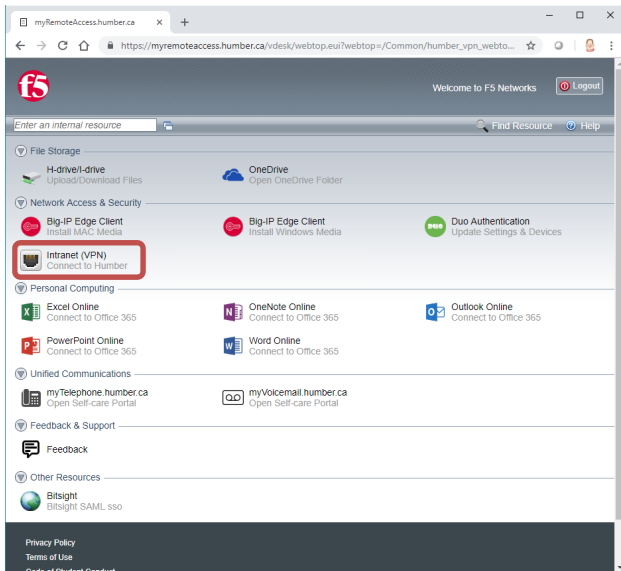 myRemoteAccess.humber.ca
https://myremoteaccess.humber.ca/vdesk/webtop.eui?webtop=/Common/humber_vpn_webto...
f5
Welcome to F5 Networks
Logout
Enter an internal resource
Find Resource
Help
File Storage
H-drive/I-drive
Upload/Download Files
OneDrive
Open OneDrive Folder
Network Access & Security
Big-IP Edge Client
Install MAC Media
Big-IP Edge Client
Install Windows Media
Duo Authentication
Update Settings & Devices
Intranet (VPN)
Connect to Humber
Personal Computing
Excel Online
Connect to Office 365
OneNote Online
Connect to Office 365
Outlook Online
Connect to Office 365
PowerPoint Online
Connect to Office 365
Word Online
Connect to Office 365
Unified Communications
myTelephone.humber.ca
Open Self-care Portal
myVoicemail.humber.ca
Open Self-care Portal
Feedback & Support
Feedback
Other Resources
Bitsight
Bitsight SAML sso
Privacy Policy
Terms of Use
Code of Student Conduct